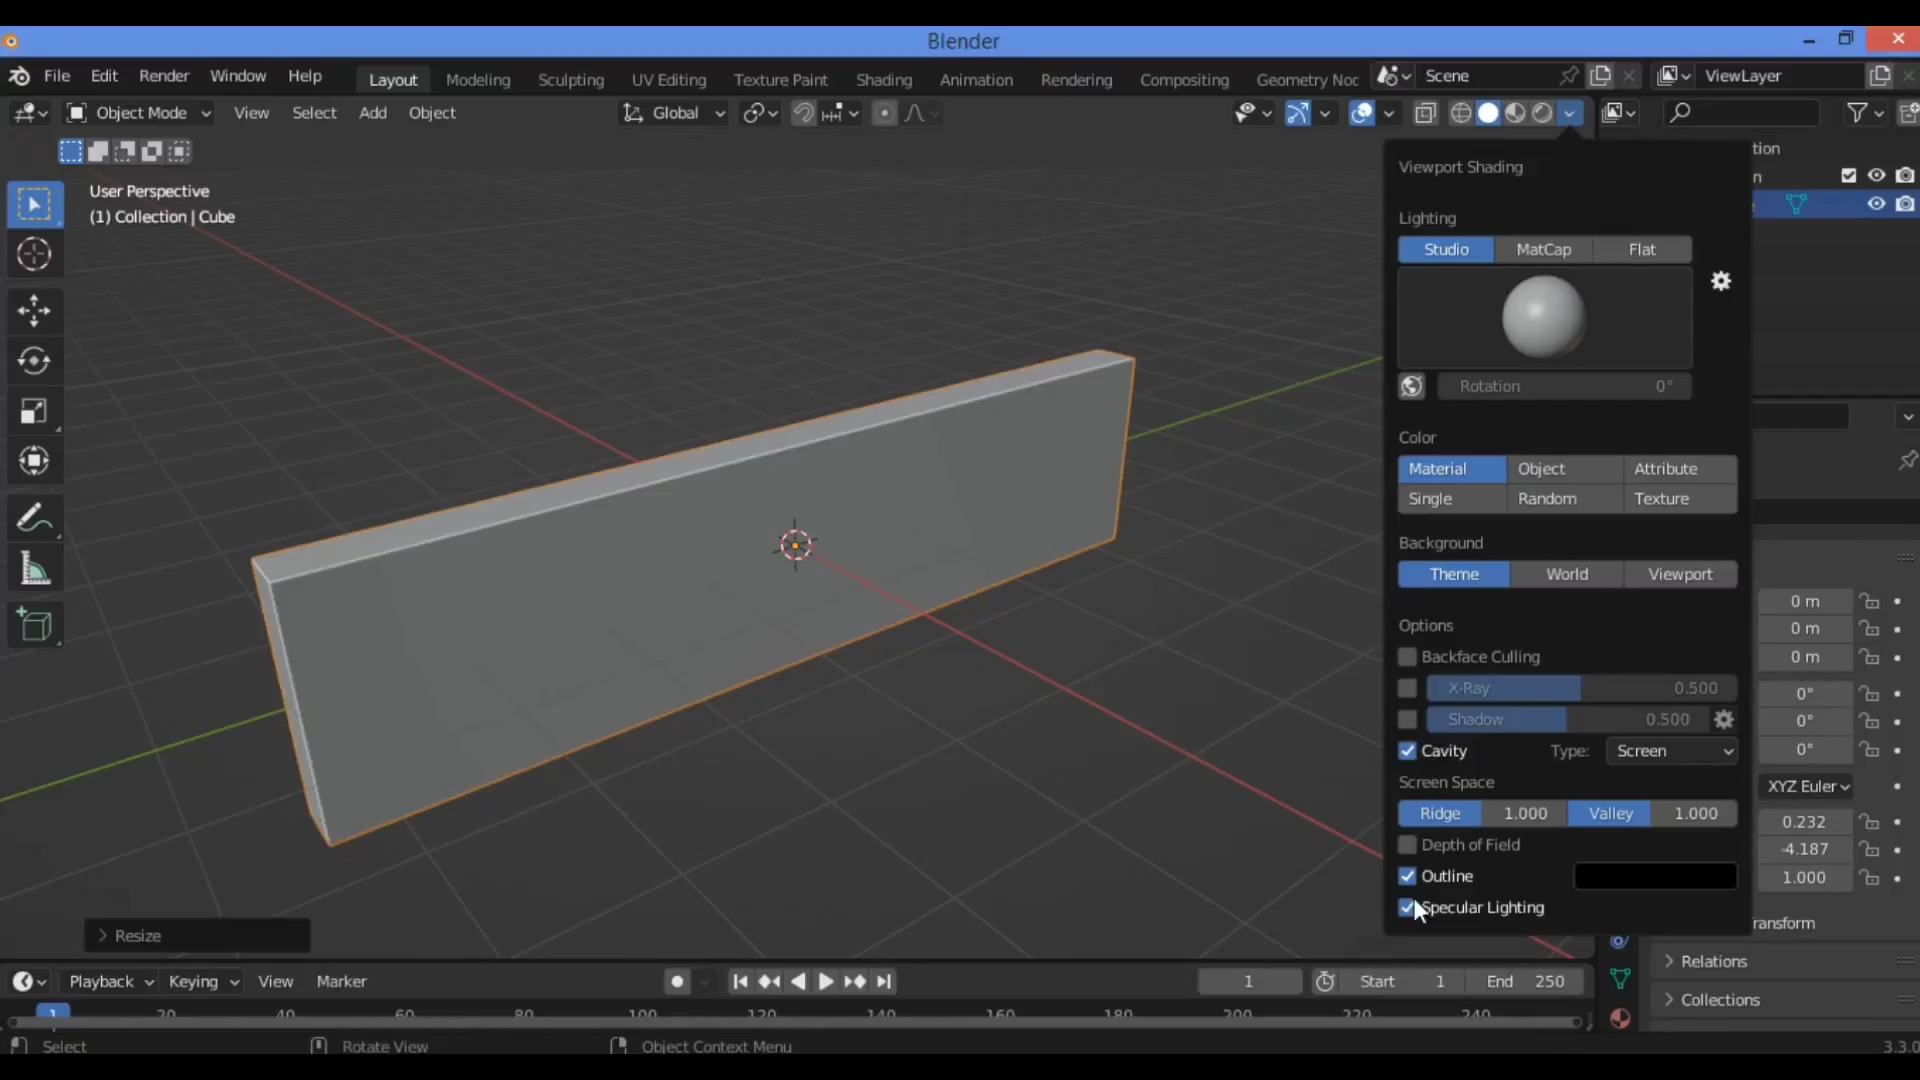 Blender
File Edit Render Window Help Layout Modeling Sculpting UV Editing Texture Paint Shading Animation Rendering Compositing Geometry Noc Scene ViewLayer
Object Mode View Select Add Object Global
User Perspective
(1) Collection | Cube
Viewport Shading
Lighting
Studio MatCap Flat
Rotation 0°
Color
Material Object Attribute
Single Random Texture
Background
Theme World Viewport
Options
Backface Culling
X-Ray 0.500
Shadow 0.500
Cavity Type: Screen
Screen Space
Ridge 1.000 Valley 1.000
Depth of Field
Outline
Specular Lighting
tion
n
0 m
0 m
0 m
0°
0°
0°
XYZ Euler
0.232
-4.187
1.000
ransform
Relations
Collections
Resize
Playback Keying View Marker 1 Start 1 End 250
1 20 40 60 80 100 120 140 160 180 200 220 240
Select Rotate View Object Context Menu 3.3.0